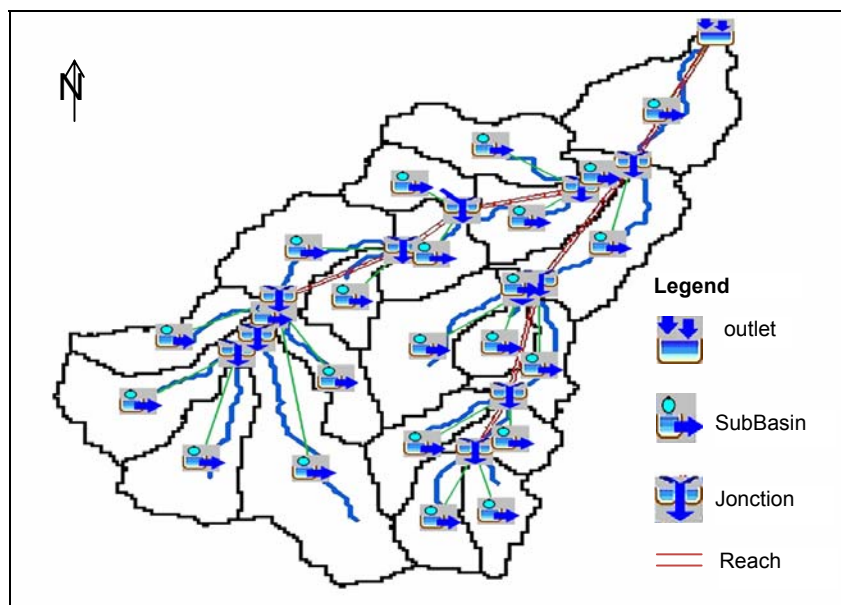 N
Legend
outlet
SubBasin
Jonction
Reach